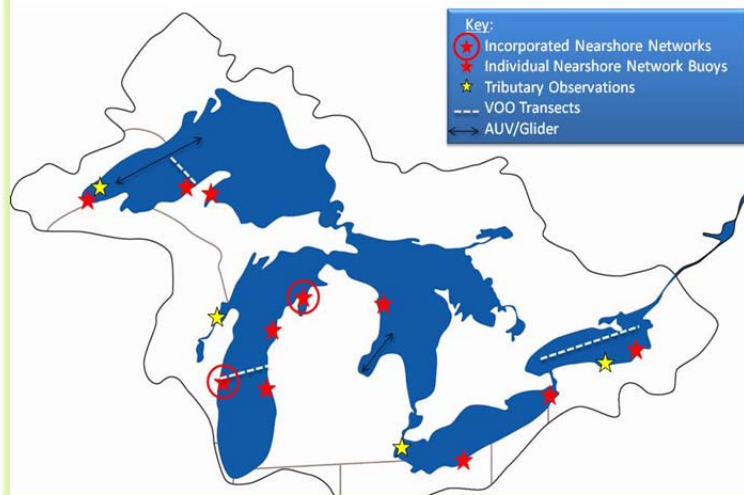 Key:
Incorporated Nearshore Networks
Individual Nearshore Network Buoys
Tributary Observations
VOO Transects
AUV/Glider